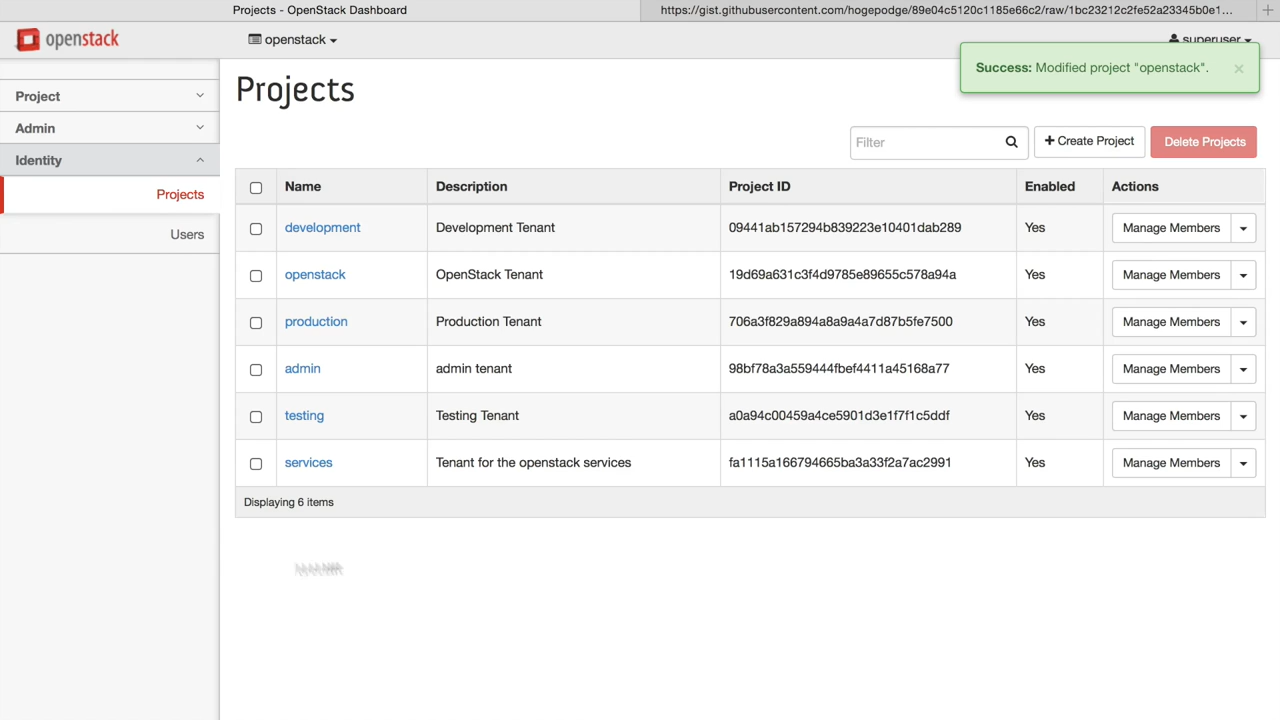 Projects - OpenStack Dashboard
https://gist.githubusercontent.com/hogepodge/89e04c5120c1185e66c2/raw/1bc23212c2fe52a23345b0e1...
openstack
openstack
superuser
Success: Modified project "openstack".
Project
Admin
Identity
Projects
Users
Projects
Filter
Create Project
Delete Projects
Name Description Project ID Enabled Actions
development Development Tenant 09441ab157294b839223e10401dab289 Yes Manage Members
openstack OpenStack Tenant 19d69a631c3f4d9785e89655c578a94a Yes Manage Members
production Production Tenant 706a3f829a894a8a9a4a7d87b5fe7500 Yes Manage Members
admin admin tenant 98bf78a3a559444fbef4411a45168a77 Yes Manage Members
testing Testing Tenant a0a94c00459a4ce5901d3e1f7f1c5ddf Yes Manage Members
services Tenant for the openstack services fa1115a166794665ba3a33f2a7ac2991 Yes Manage Members
Displaying 6 items